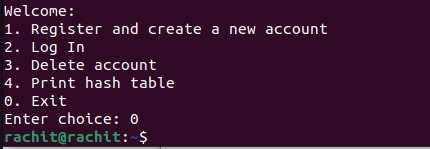 Welcome:
1. Register and create a new account
2. Log In
3. Delete account
4. Print hash table
0. Exit
Enter choice: 0
rachit@rachit:~$